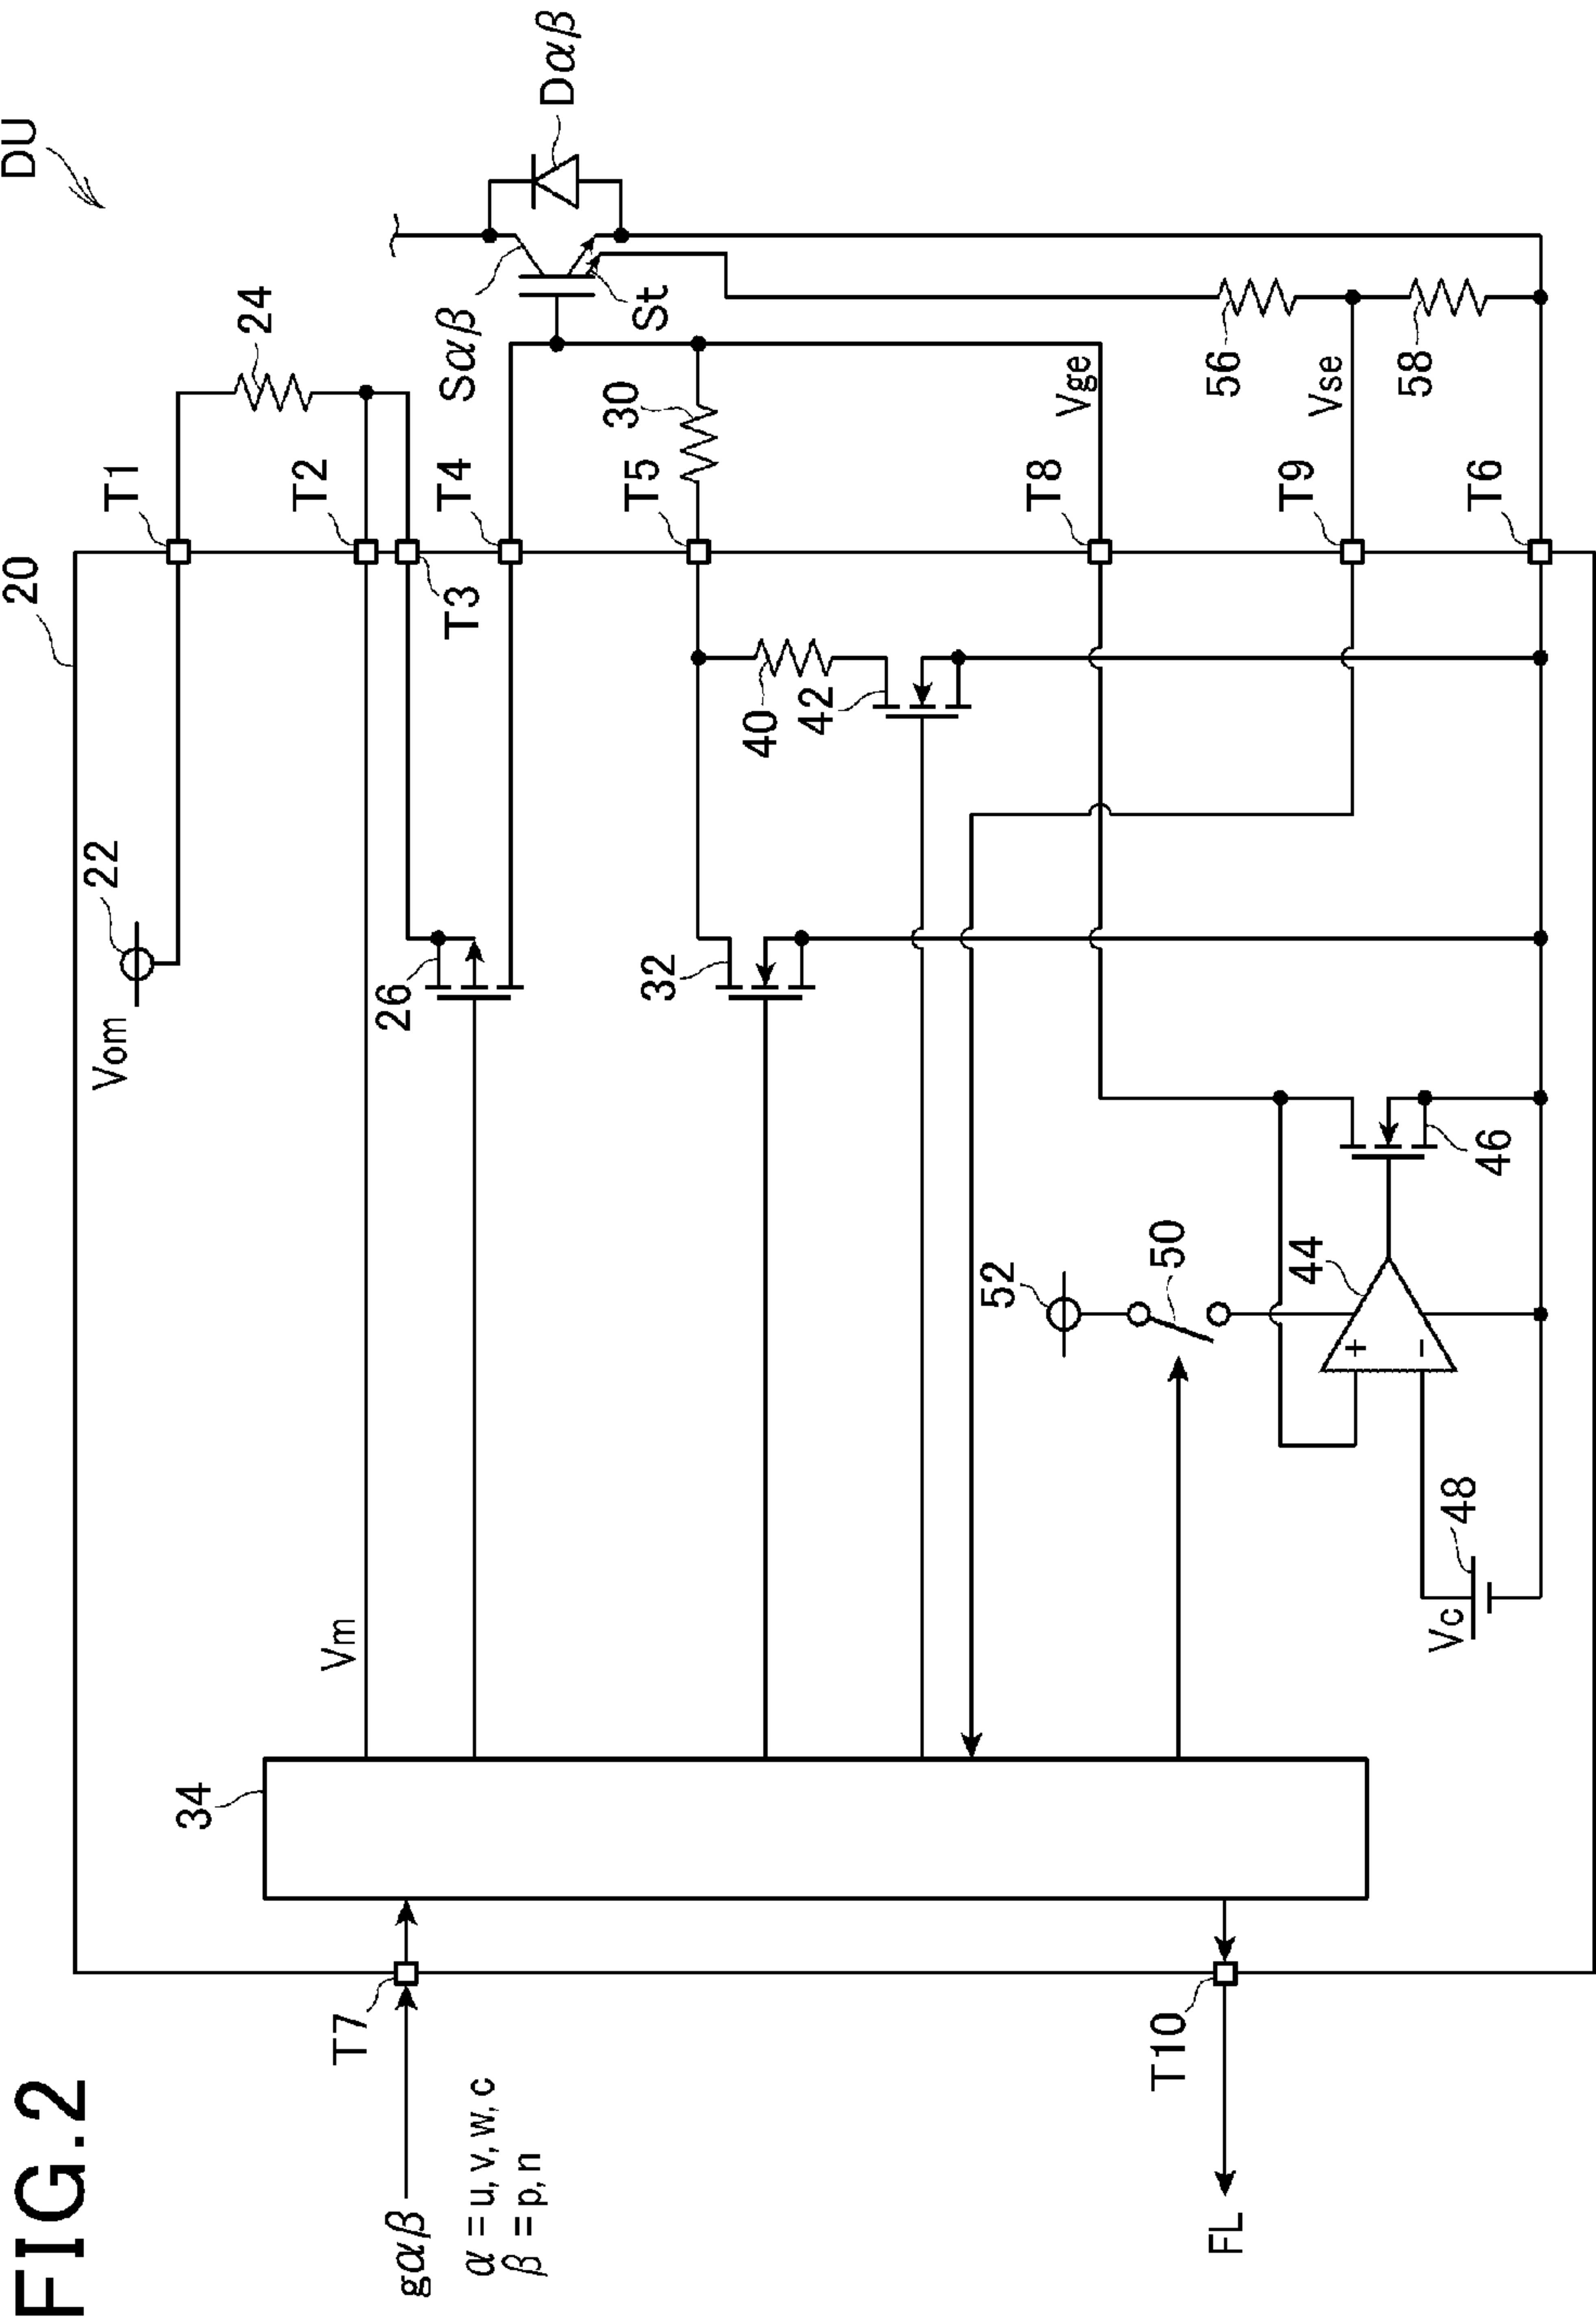 FIG.2
DU
20
Vom
22
T1
24
Vm
T2
T3
26
T4
Sαβ
Dαβ
St
34
32
T5
30
40
42
T7
gαβ
α = u, v, w, c
β = p, n
52
50
T8
Vge
56
44
46
T9
Vse
58
T10
FL
Vc
48
T6
+
−